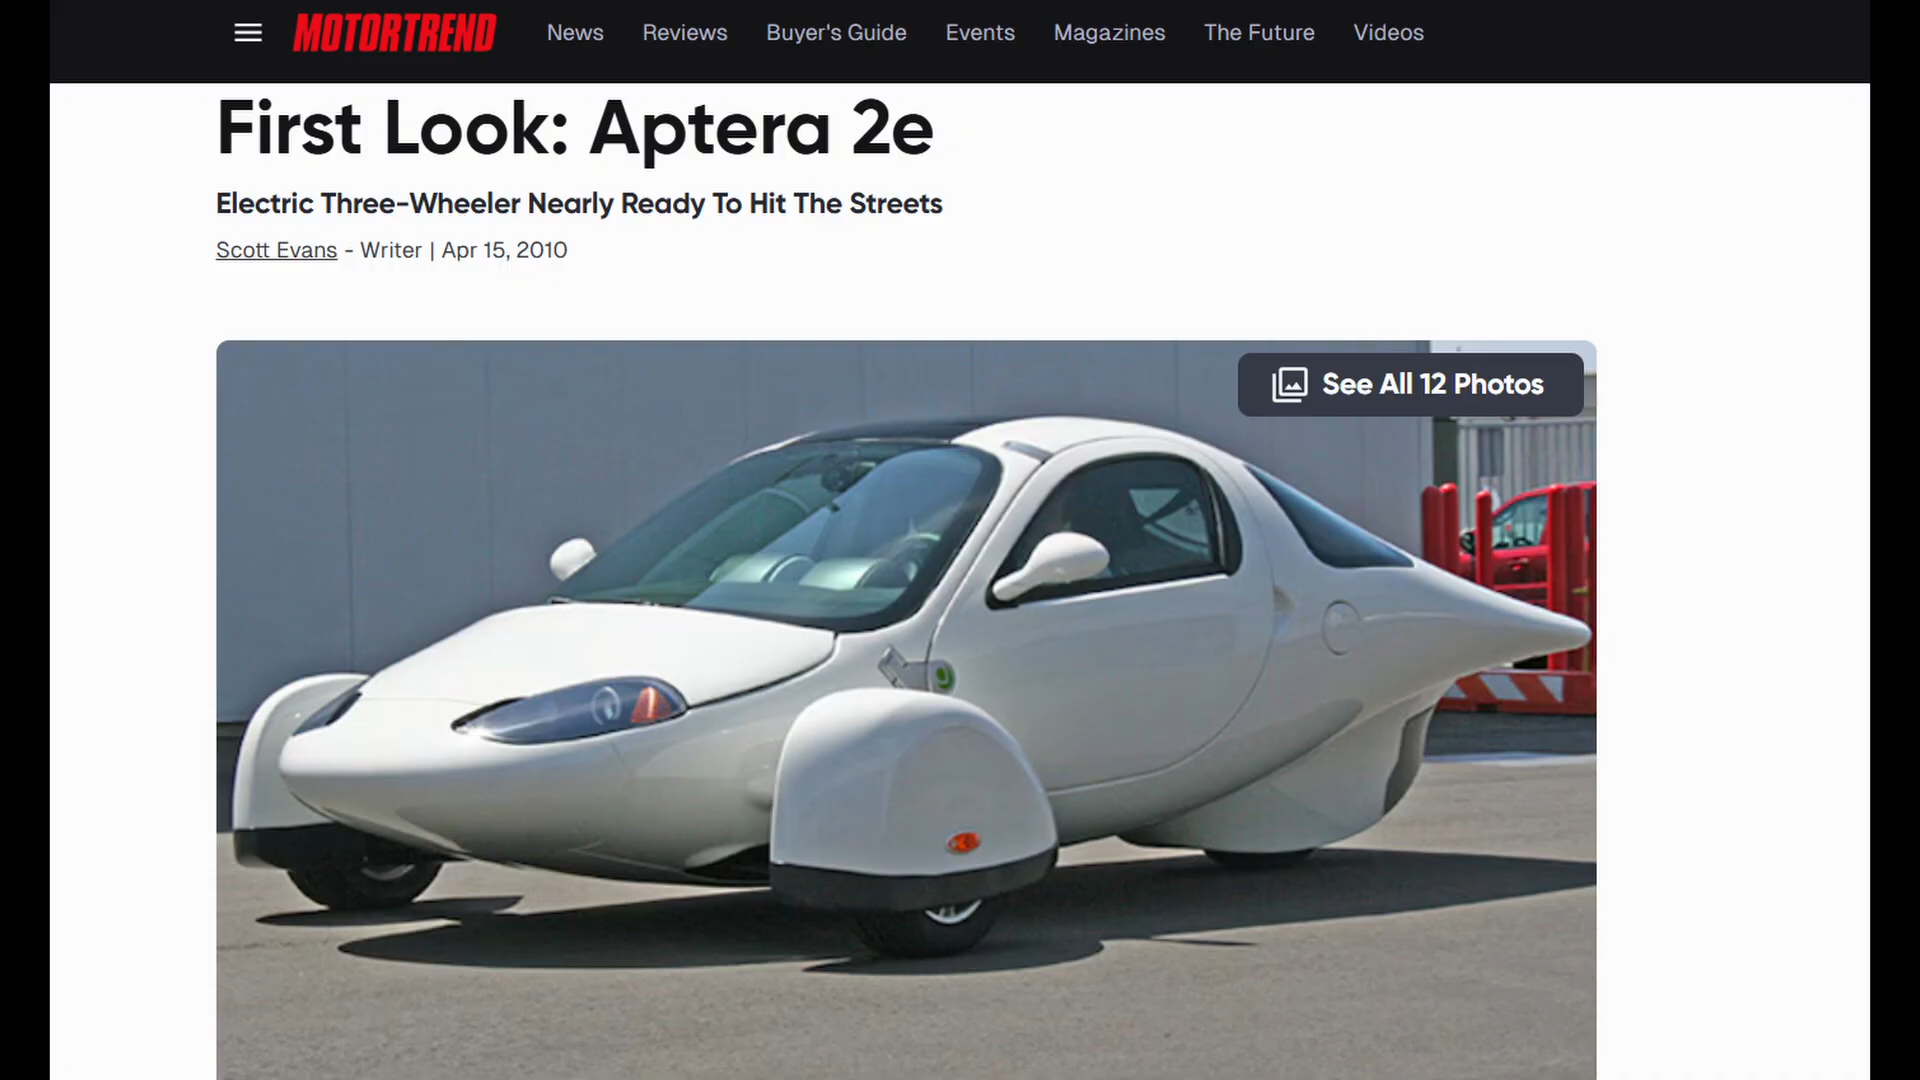 MOTORTREND News Reviews Buyer's Guide Events Magazines The Future Videos
First Look: Aptera 2e
Electric Three-Wheeler Nearly Ready To Hit The Streets
Scott Evans - Writer | Apr 15, 2010
See All 12 Photos